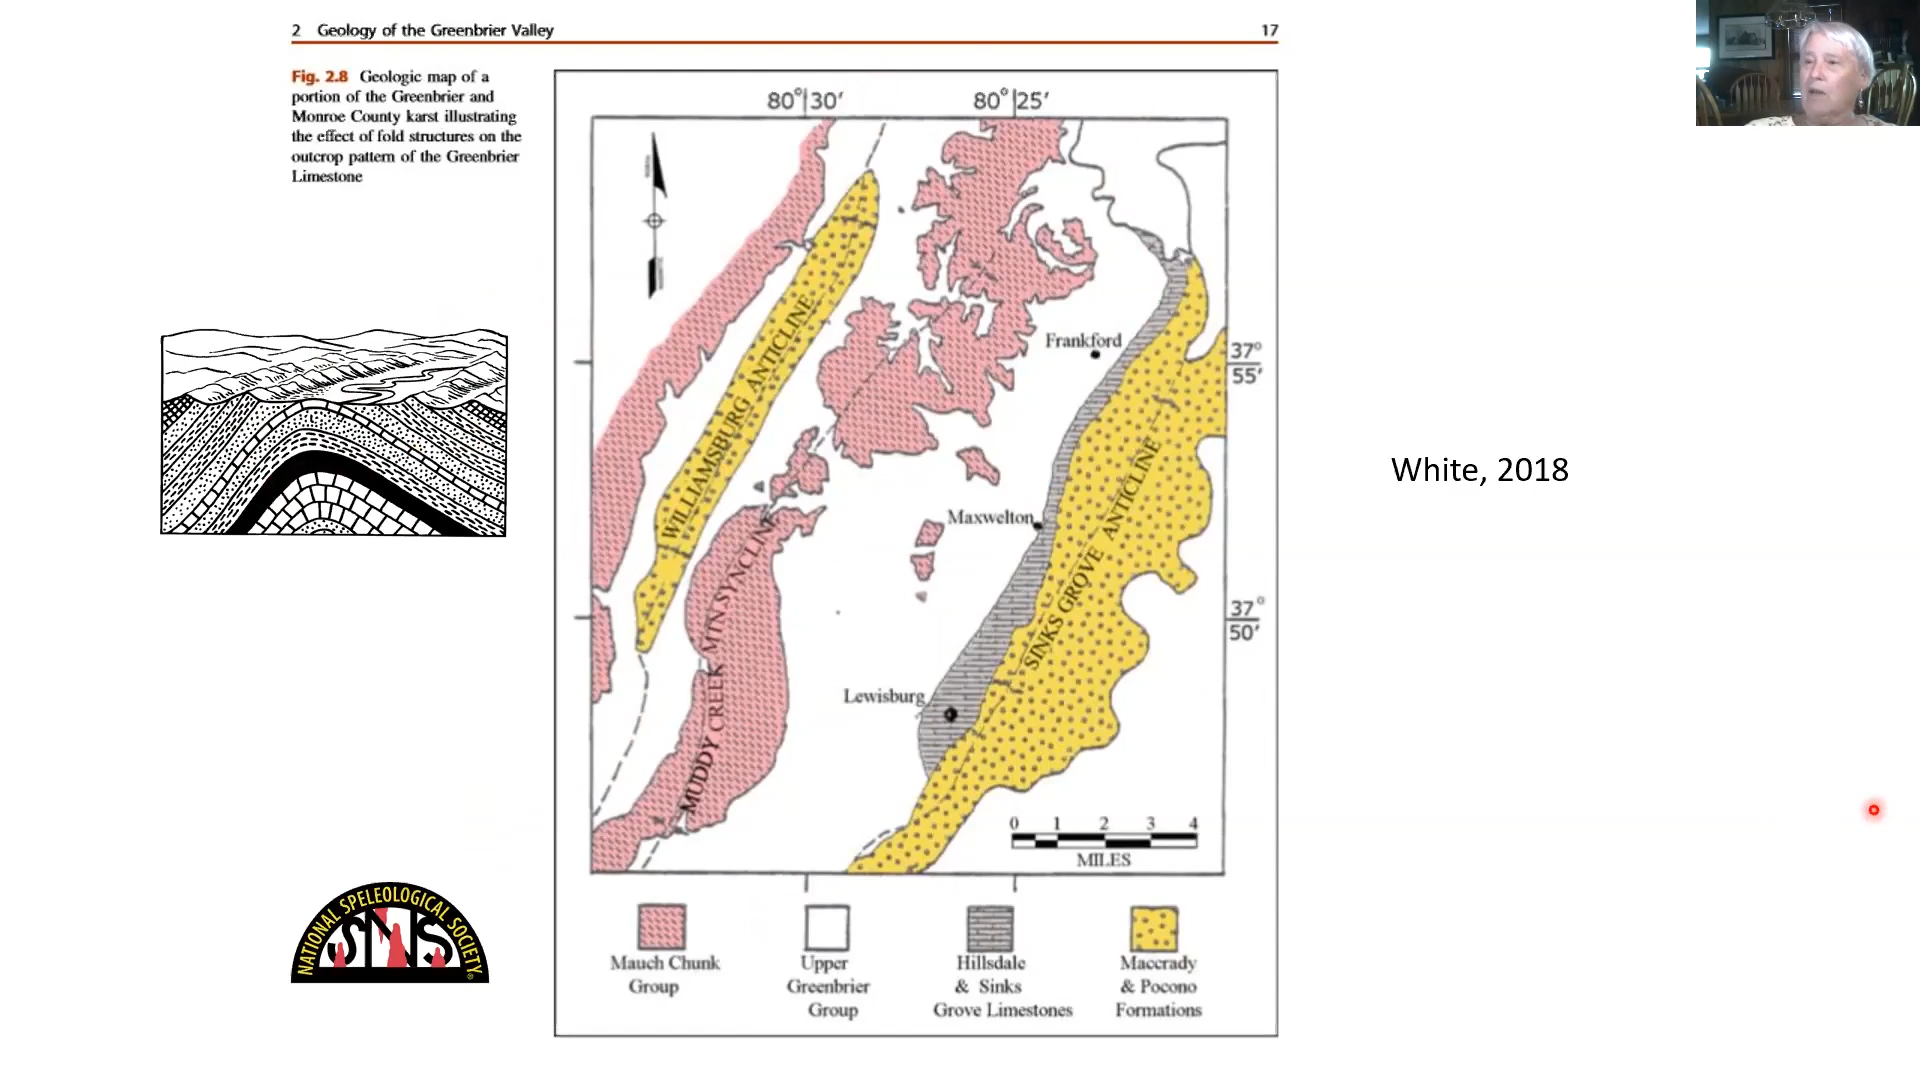 2 Geology of the Greenbrier Valley
17
Fig. 2.8 Geologic map of a
portion of the Greenbrier and
Monroe County karst illustrating
the effect of fold structures on the
outcrop pattern of the Greenbrier
Limestone
80°30′
80°25′
WILLIAMSBURG ANTICLINE
Frankford
37°
55′
Maxwelton
SINKS GROVE ANTICLINE
MUDDY CREEK MTN. SYNCLINE
37°
50′
Lewisburg
0 1 2 3 4
MILES
Mauch Chunk
Group
Upper
Greenbrier
Group
Hillsdale
& Sinks
Grove Limestones
Maccrady
& Pocono
Formations
White, 2018
NATIONAL SPELEOLOGICAL SOCIETY
NSS